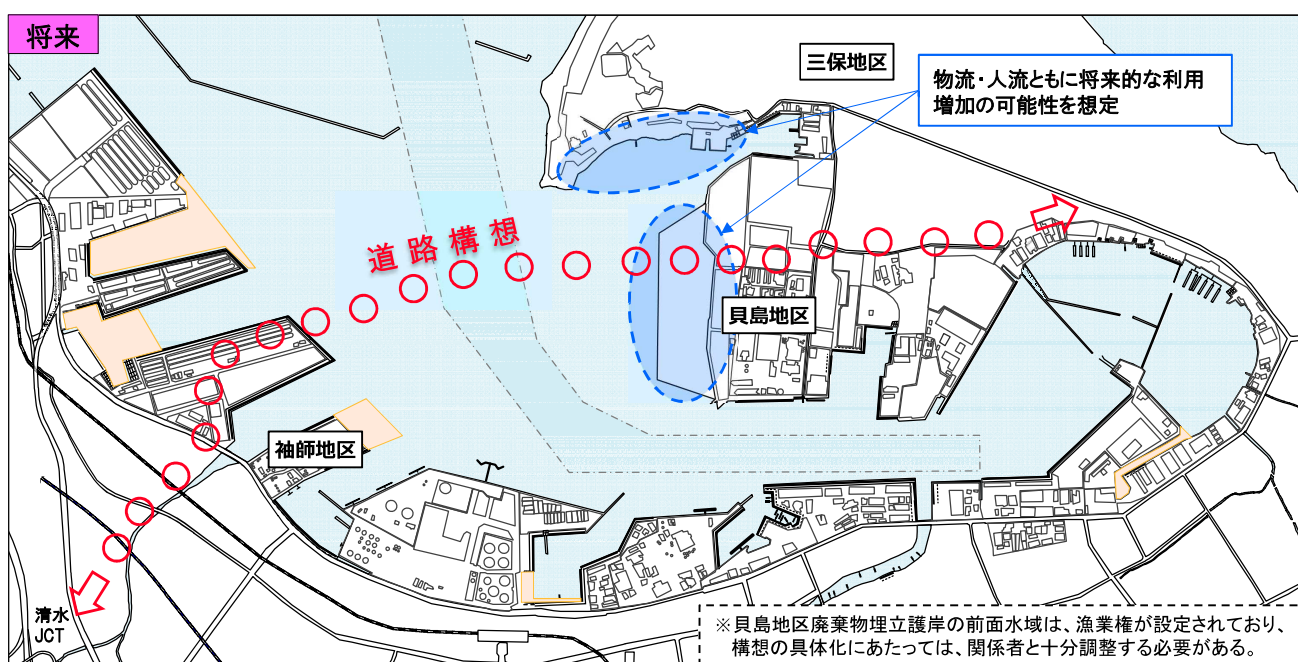 将来
三保地区
物流・人流ともに将来的な利用
増加の可能性を想定
道路構想
貝島地区
袖師地区
清水
JCT
※貝島地区廃棄物埋立護岸の前面水域は、漁業権が設定されており、
構想の具体化にあたっては、関係者と十分調整する必要がある。